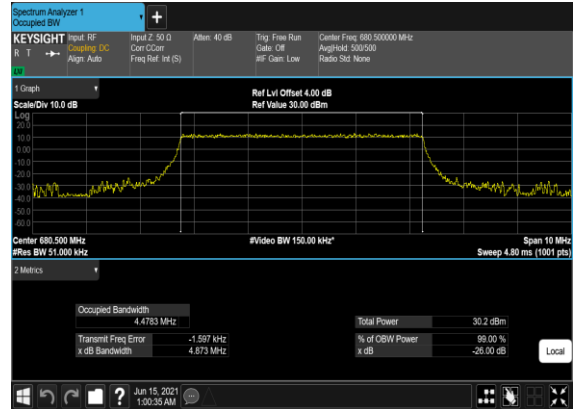 Spectrum Analyzer 1
Occupied BW
+
KEYSIGHT
R T
LXI
Input: RF
Coupling: DC
Align: Auto
Input Z: 50 Ω
Corr CCorr
Freq Ref: Int (S)
Atten: 40 dB
Trig: Free Run
Gate: Off
#IF Gain: Low
Center Freq: 680.500000 MHz
Avg|Hold: 500/500
Radio Std: None
1 Graph
Scale/Div 10.0 dB
Ref Lvl Offset 4.00 dB
Ref Value 30.00 dBm
Log
20.0
10.0
0.00
-10.0
-20.0
-30.0
-40.0
-50.0
-60.0
Center 680.500 MHz
#Res BW 51.000 kHz
#Video BW 150.00 kHz*
Span 10 MHz
Sweep 4.80 ms (1001 pts)
2 Metrics
Occupied Bandwidth
4.4783 MHz
Total Power 30.2 dBm
Transmit Freq Error -1.597 kHz
% of OBW Power 99.00 %
x dB Bandwidth 4.873 MHz
x dB -26.00 dB
Local
?
Jun 15, 2021
1:00:35 AM